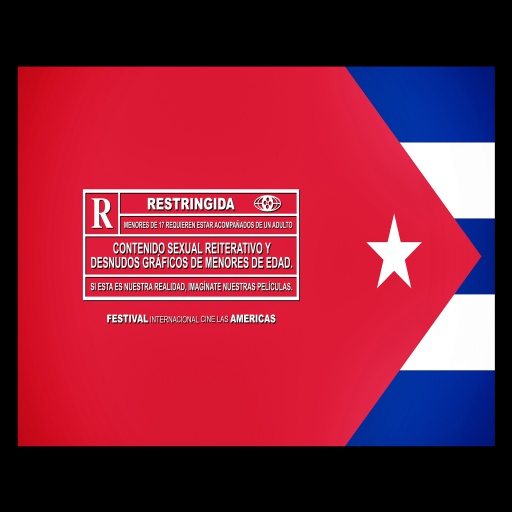 R
RESTRINGIDA
MENORES DE 17 REQUIEREN ESTAR ACOMPAÑADOS DE UN ADULTO
CONTENIDO SEXUAL REITERATIVO Y
DESNUDOS GRÁFICOS DE MENORES DE EDAD.
SI ESTA ES NUESTRA REALIDAD, IMAGÍNATE NUESTRAS PELÍCULAS.
FESTIVAL INTERNACIONAL CINE LAS AMERICAS